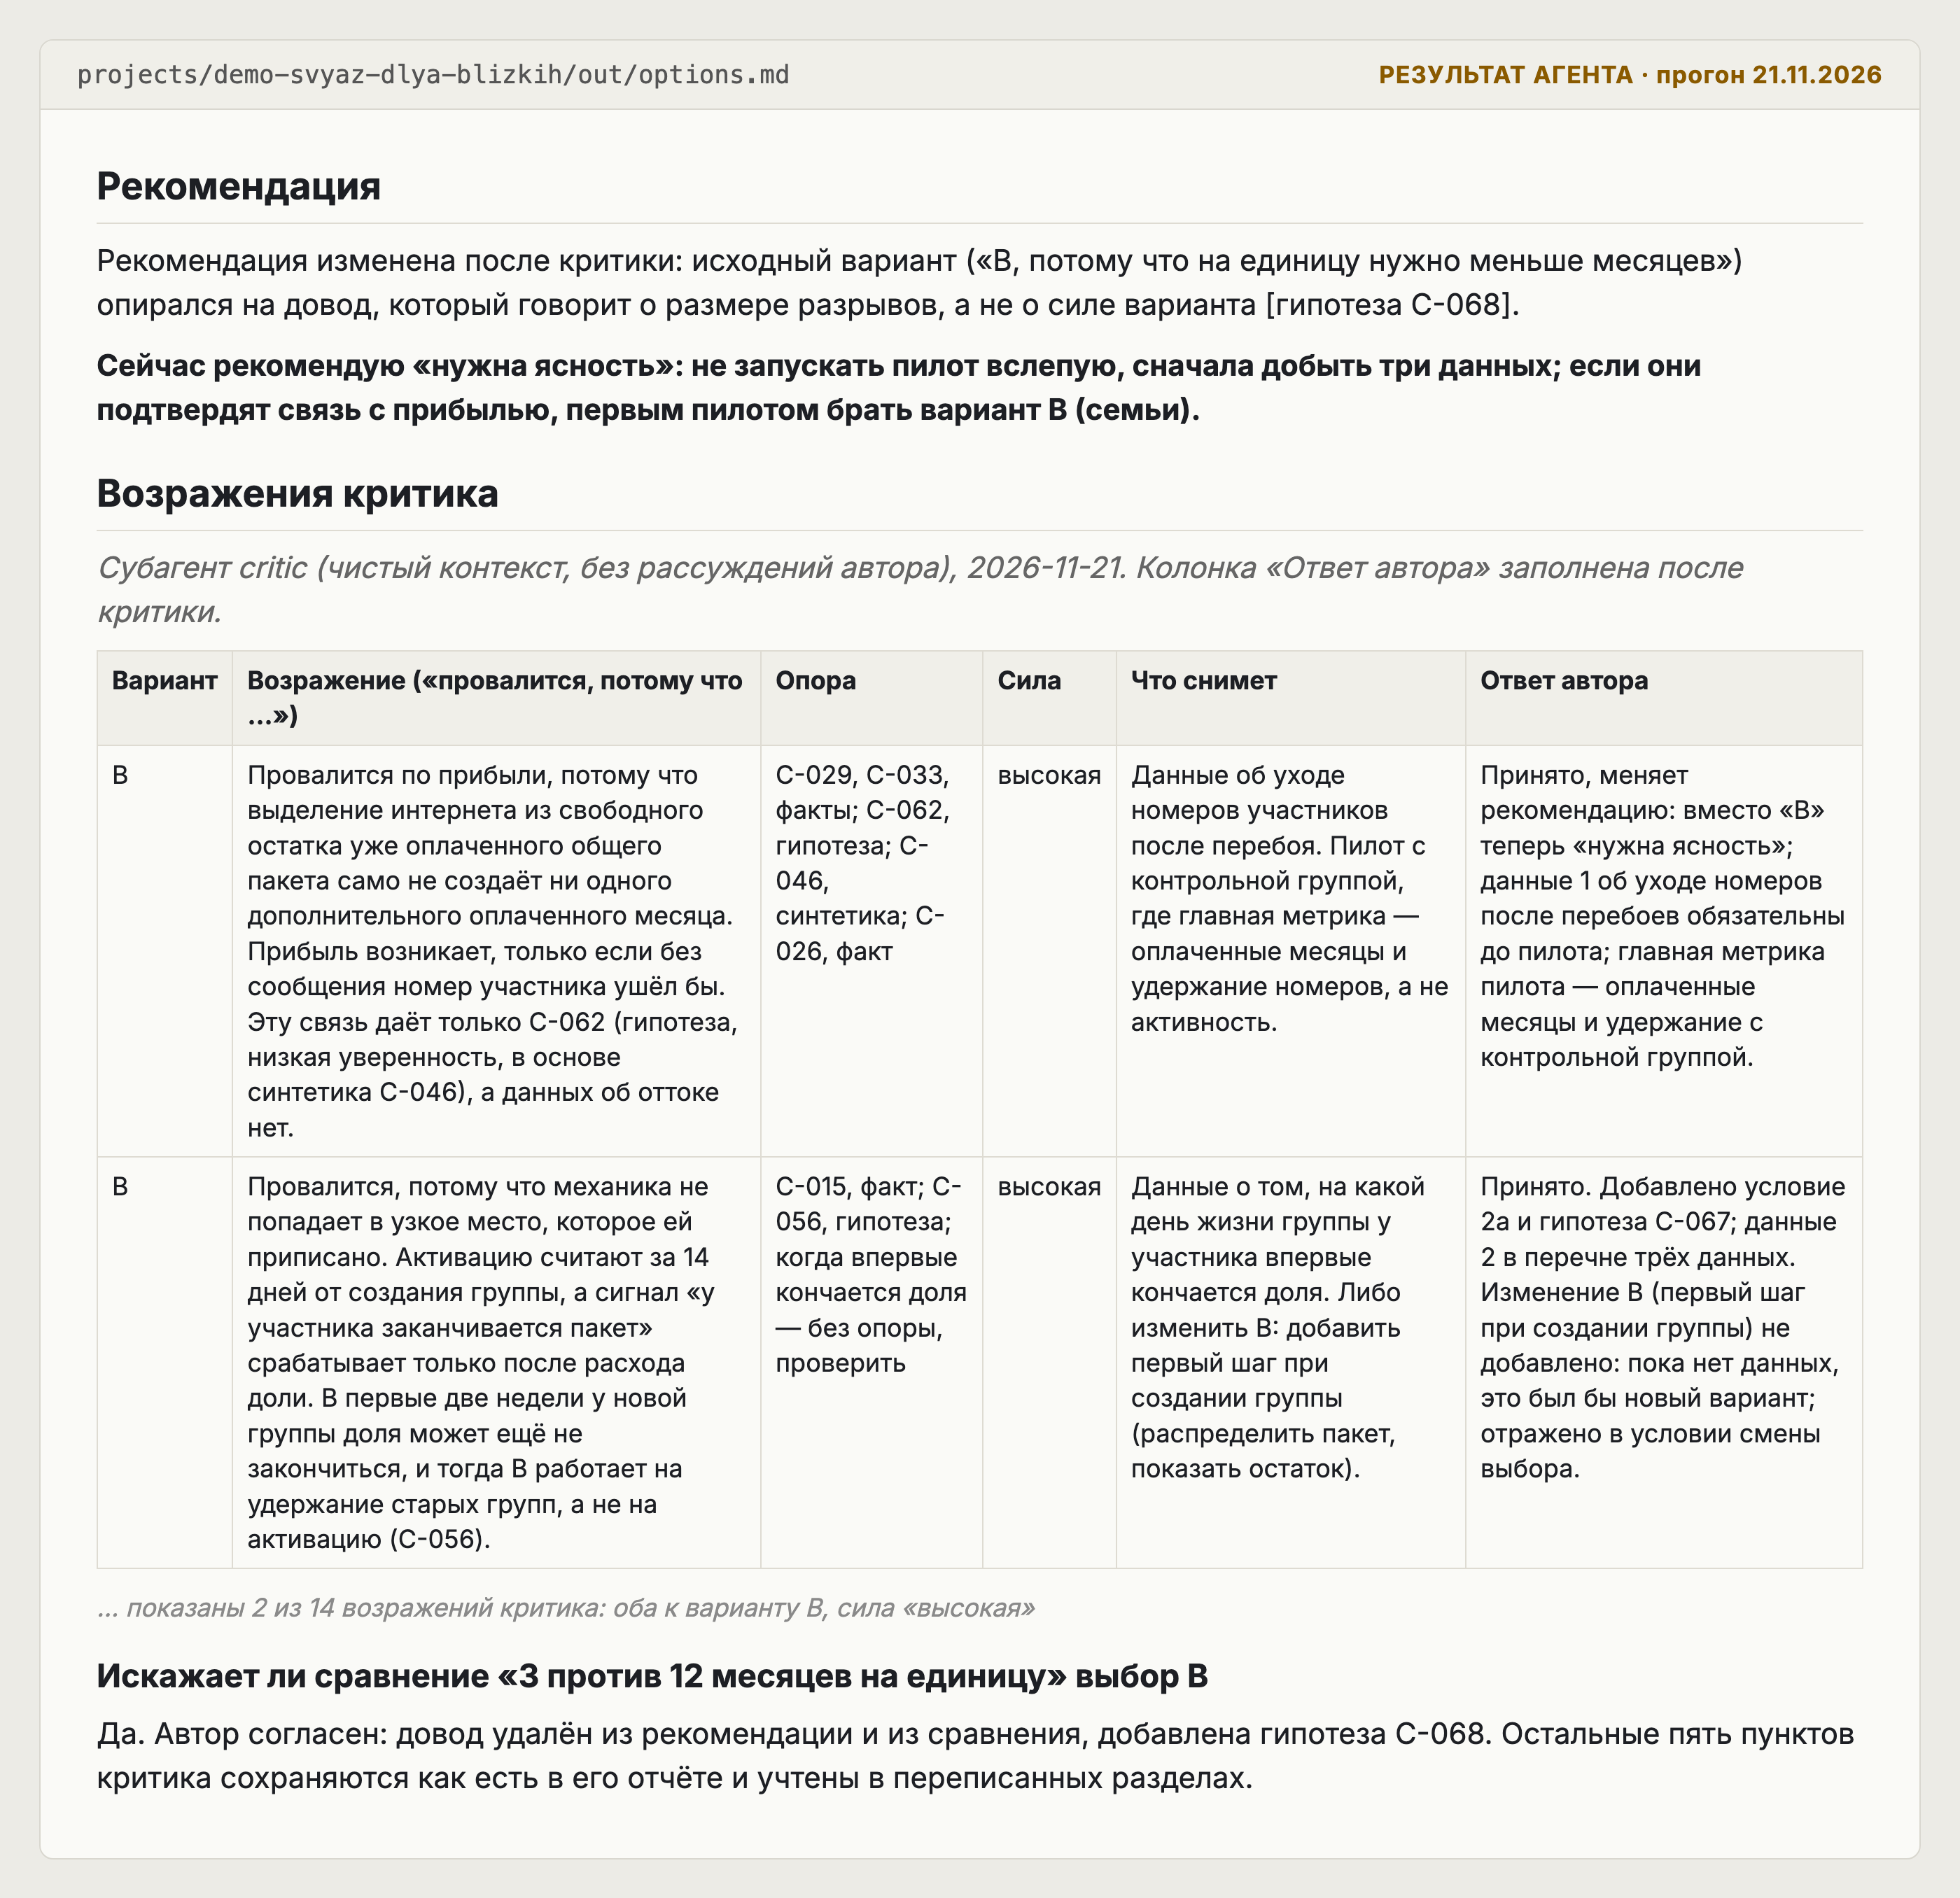 projects/demo-svyaz-dlya-blizkih/out/options.md
РЕЗУЛЬТАТ АГЕНТА · прогон 21.11.2026
Рекомендация
Рекомендация изменена после критики: исходный вариант («В, потому что на единицу нужно меньше месяцев»)
опирался на довод, который говорит о размере разрывов, а не о силе варианта [гипотеза C-068].
Сейчас рекомендую «нужна ясность»: не запускать пилот вслепую, сначала добыть три данных; если они
подтвердят связь с прибылью, первым пилотом брать вариант В (семьи).
Возражения критика
Субагент critic (чистый контекст, без рассуждений автора), 2026-11-21. Колонка «Ответ автора» заполнена после
критики.
Вариант
Возражение («провалится, потому что
…»)
Опора
Сила
Что снимет
Ответ автора
В
Провалится по прибыли, потому что
выделение интернета из свободного
остатка уже оплаченного общего
пакета само не создаёт ни одного
дополнительного оплаченного месяца.
Прибыль возникает, только если без
сообщения номер участника ушёл бы.
Эту связь даёт только C-062 (гипотеза,
низкая уверенность, в основе
синтетика C-046), а данных об оттоке
нет.
C-029, C-033,
факты; C-062,
гипотеза; C-
046,
синтетика; C-
026, факт
высокая
Данные об уходе
номеров участников
после перебоя. Пилот с
контрольной группой,
где главная метрика —
оплаченные месяцы и
удержание номеров, а не
активность.
Принято, меняет
рекомендацию: вместо «В»
теперь «нужна ясность»;
данные 1 об уходе номеров
после перебоев обязательны
до пилота; главная метрика
пилота — оплаченные
месяцы и удержание с
контрольной группой.
В
Провалится, потому что механика не
попадает в узкое место, которое ей
приписано. Активацию считают за 14
дней от создания группы, а сигнал «у
участника заканчивается пакет»
срабатывает только после расхода
доли. В первые две недели у новой
группы доля может ещё не
закончиться, и тогда В работает на
удержание старых групп, а не на
активацию (C-056).
C-015, факт; C-
056, гипотеза;
когда впервые
кончается доля
— без опоры,
проверить
высокая
Данные о том, на какой
день жизни группы у
участника впервые
кончается доля. Либо
изменить В: добавить
первый шаг при
создании группы
(распределить пакет,
показать остаток).
Принято. Добавлено условие
2а и гипотеза C-067; данные
2 в перечне трёх данных.
Изменение В (первый шаг
при создании группы) не
добавлено: пока нет данных,
это был бы новый вариант;
отражено в условии смены
выбора.
… показаны 2 из 14 возражений критика: оба к варианту В, сила «высокая»
Искажает ли сравнение «3 против 12 месяцев на единицу» выбор В
Да. Автор согласен: довод удалён из рекомендации и из сравнения, добавлена гипотеза C-068. Остальные пять пунктов
критика сохраняются как есть в его отчёте и учтены в переписанных разделах.